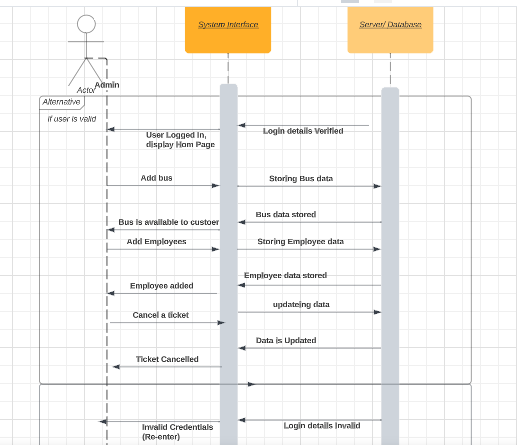 System Interface
Server/ Database
Actor
Admin
Alternative
if user is valid
Login details Verified
User Logged In,
display Hom Page
Add bus
Storing Bus data
Bus data stored
Bus is available to custoer
Add Employees
Storing Employee data
Employee data stored
Employee added
updateing data
Cancel a ticket
Data is Updated
Ticket Cancelled
Login details Invalid
Invalid Credentials
(Re-enter)